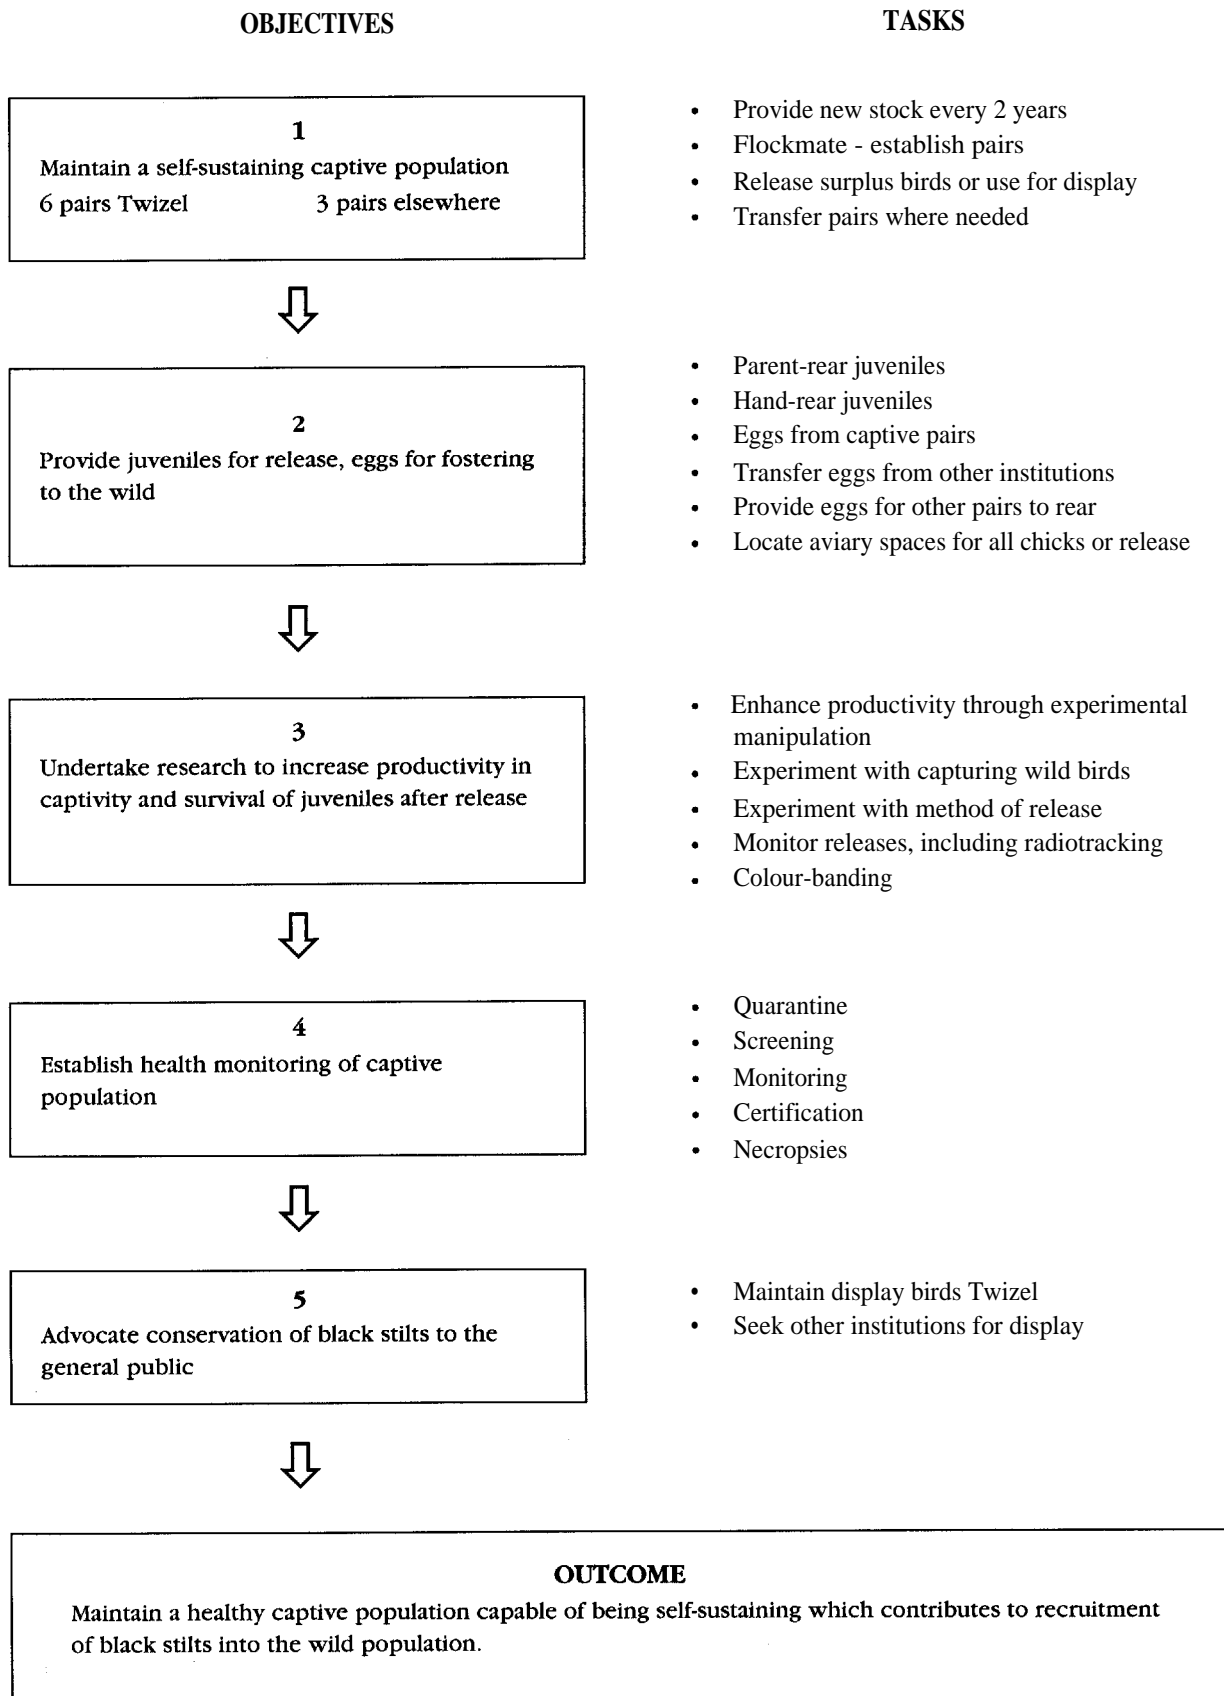 OBJECTIVES
TASKS
1
Maintain a self-sustaining captive population
6 pairs Twizel 3 pairs elsewhere
• Provide new stock every 2 years
• Flockmate - establish pairs
• Release surplus birds or use for display
• Transfer pairs where needed
2
Provide juveniles for release, eggs for fostering
to the wild
• Parent-rear juveniles
• Hand-rear juveniles
• Eggs from captive pairs
• Transfer eggs from other institutions
• Provide eggs for other pairs to rear
• Locate aviary spaces for all chicks or release
3
Undertake research to increase productivity in
captivity and survival of juveniles after release
• Enhance productivity through experimental
manipulation
• Experiment with capturing wild birds
• Experiment with method of release
• Monitor releases, including radiotracking
• Colour-banding
4
Establish health monitoring of captive
population
• Quarantine
• Screening
• Monitoring
• Certification
• Necropsies
5
Advocate conservation of black stilts to the
general public
• Maintain display birds Twizel
• Seek other institutions for display
OUTCOME
Maintain a healthy captive population capable of being self-sustaining which contributes to recruitment
of black stilts into the wild population.